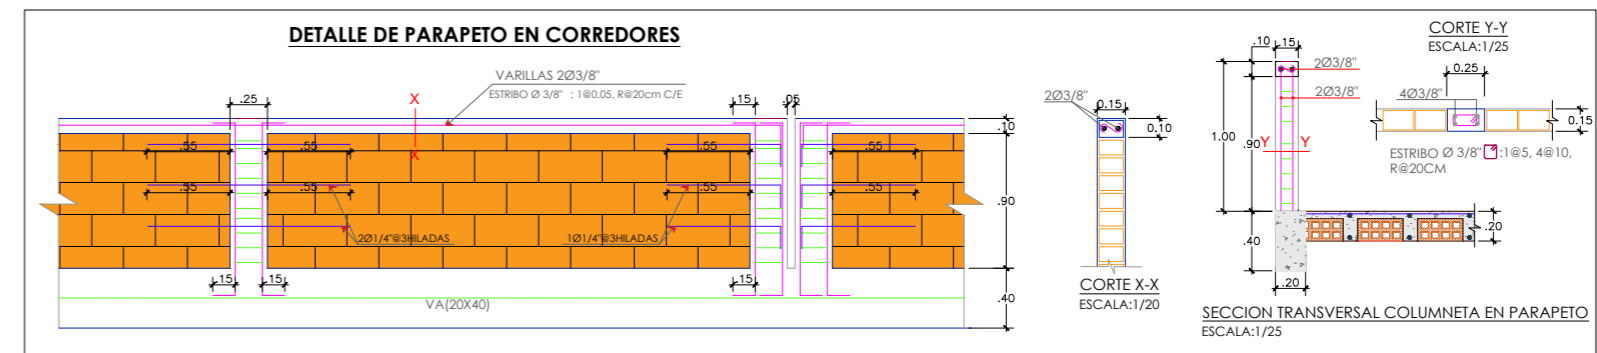 DETALLE DE PARAPETO EN CORREDORES
VARILLAS 2Ø3/8"
ESTRIBO Ø 3/8" : 1@0.05, R@20cm C/E
.25
X
X
.15
.05
.10
.55
.55
.55
.55
.55
.55
.55
.55
.90
2Ø1/4"@3HILADAS
1Ø1/4"@3HILADAS
.15
.15
.15
.40
VA(20X40)
2Ø3/8"
0.15
0.10
CORTE X-X
ESCALA:1/20
.10
.15
2Ø3/8"
2Ø3/8"
1.00
.90
Y
Y
.40
.20
.20
SECCION TRANSVERSAL COLUMNETA EN PARAPETO
ESCALA:1/25
CORTE Y-Y
ESCALA:1/25
0.25
4Ø3/8"
0.15
ESTRIBO Ø 3/8" :1@5, 4@10,
R@20CM